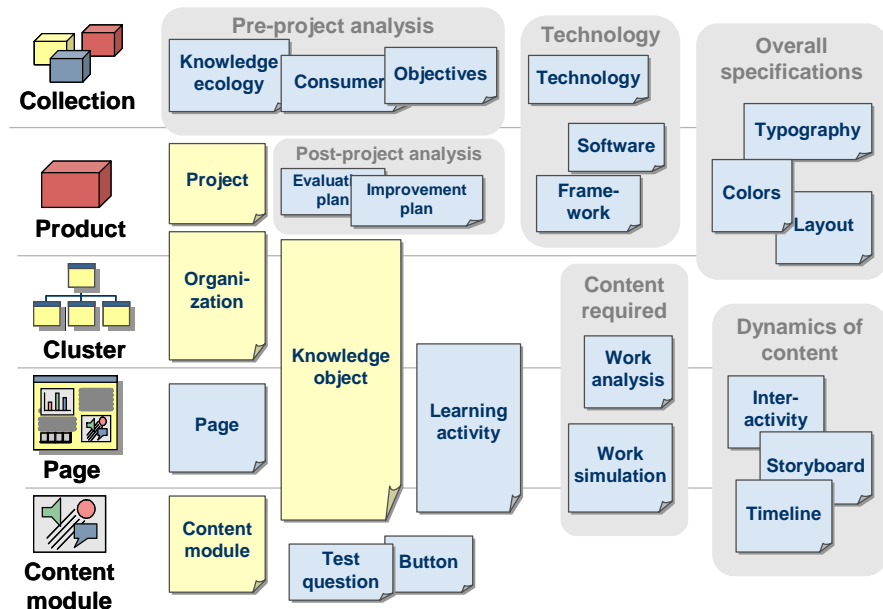 Pre-project analysis
Technology
Overall
specifications
Knowledge
ecology
Consumer
Objectives
Technology
Collection
Typography
Software
Colors
Layout
Post-project analysis
Project
Evaluation
plan
Improvement
plan
Frame-
work
Product
Organi-
zation
Content
required
Dynamics of
content
Cluster
Knowledge
object
Work
analysis
Learning
activity
Inter-
activity
Page
Page
Work
simulation
Storyboard
Timeline
Content
module
Test
question
Button
Content
module